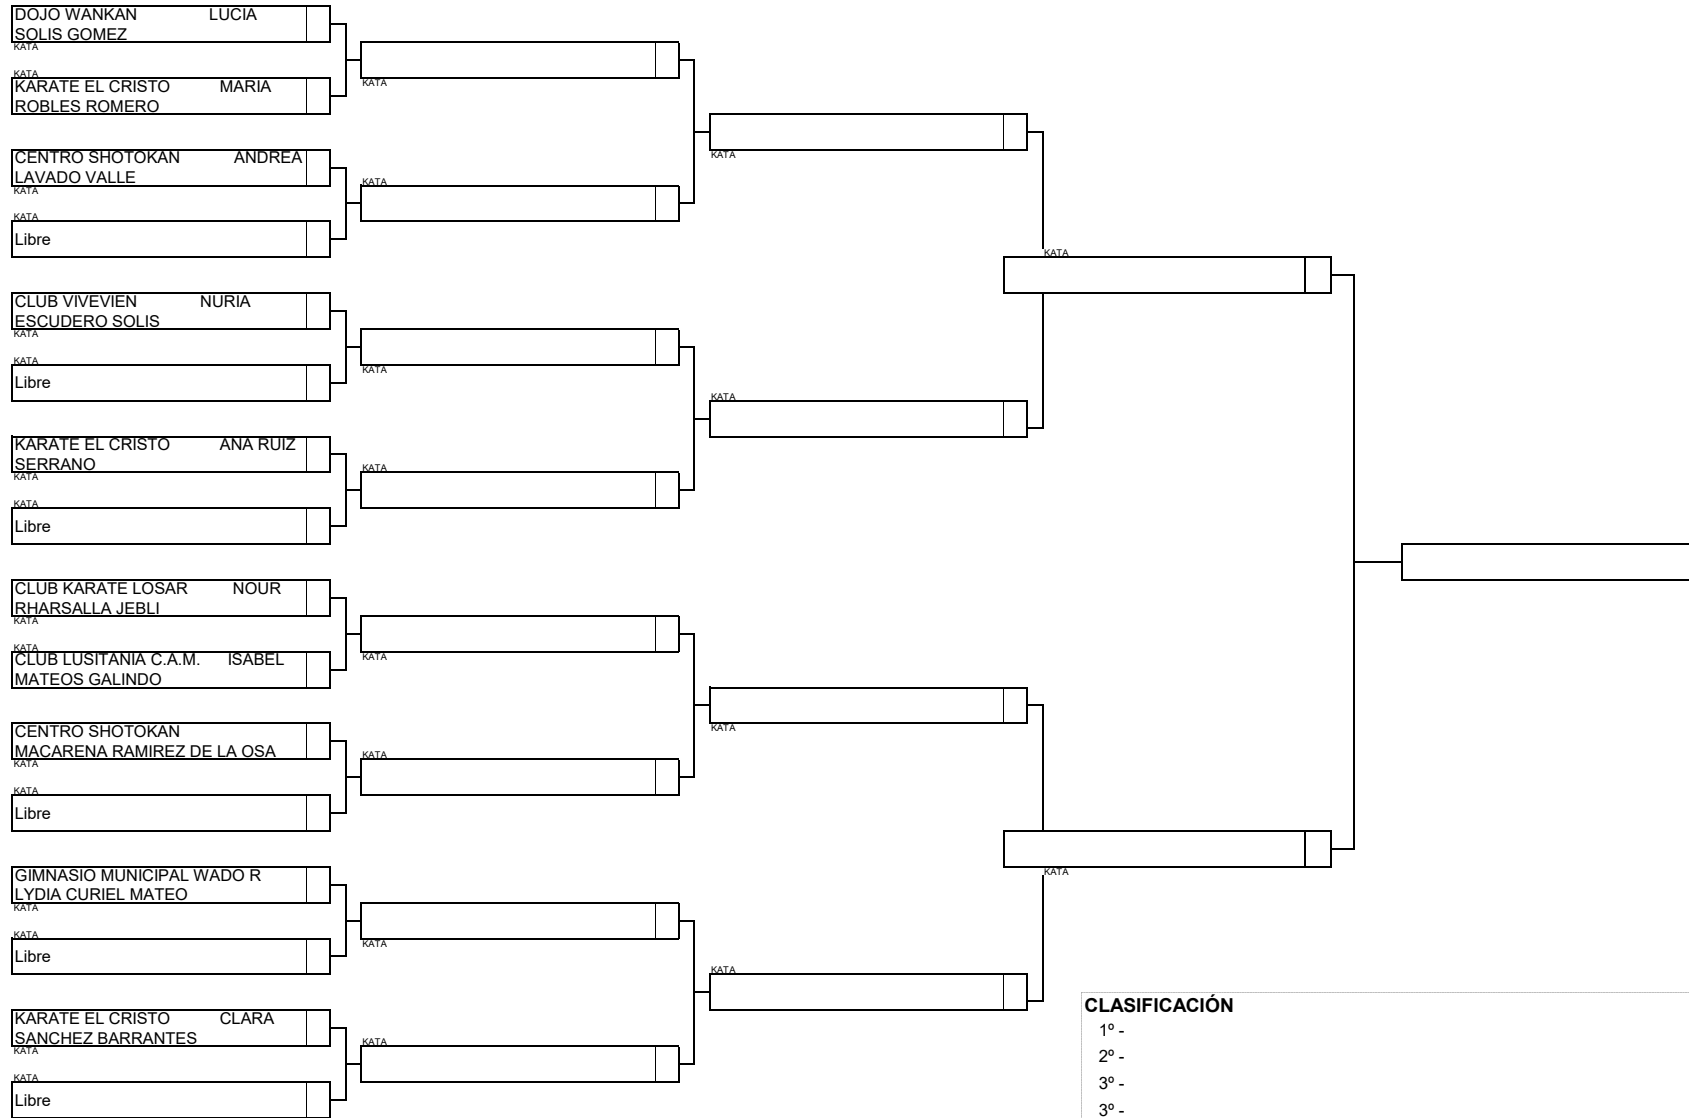 DOJO WANKAN LUCIA
SOLIS GOMEZ
KATA
KATA
KARATE EL CRISTO MARIA
ROBLES ROMERO
KATA
CENTRO SHOTOKAN ANDREA
LAVADO VALLE
KATA
KATA
KATA
KATA
Libre
KATA
CLUB VIVEVIEN NURIA
ESCUDERO SOLIS
KATA
KATA
Libre
KATA
KATA
KARATE EL CRISTO ANA RUIZ
SERRANO
KATA
KATA
KATA
Libre
CLUB KARATE LOSAR NOUR
RHARSALLA JEBLI
KATA
KATA
CLUB LUSITANIA C.A.M. ISABEL
MATEOS GALINDO
KATA
CENTRO SHOTOKAN
MACARENA RAMIREZ DE LA OSA
KATA
KATA
KATA
KATA
Libre
GIMNASIO MUNICIPAL WADO R
LYDIA CURIEL MATEO
KATA
KATA
KATA
Libre
KATA
KATA
KARATE EL CRISTO CLARA
SANCHEZ BARRANTES
KATA
KATA
KATA
Libre
CLASIFICACIÓN
1º -
2º -
3º -
3º -